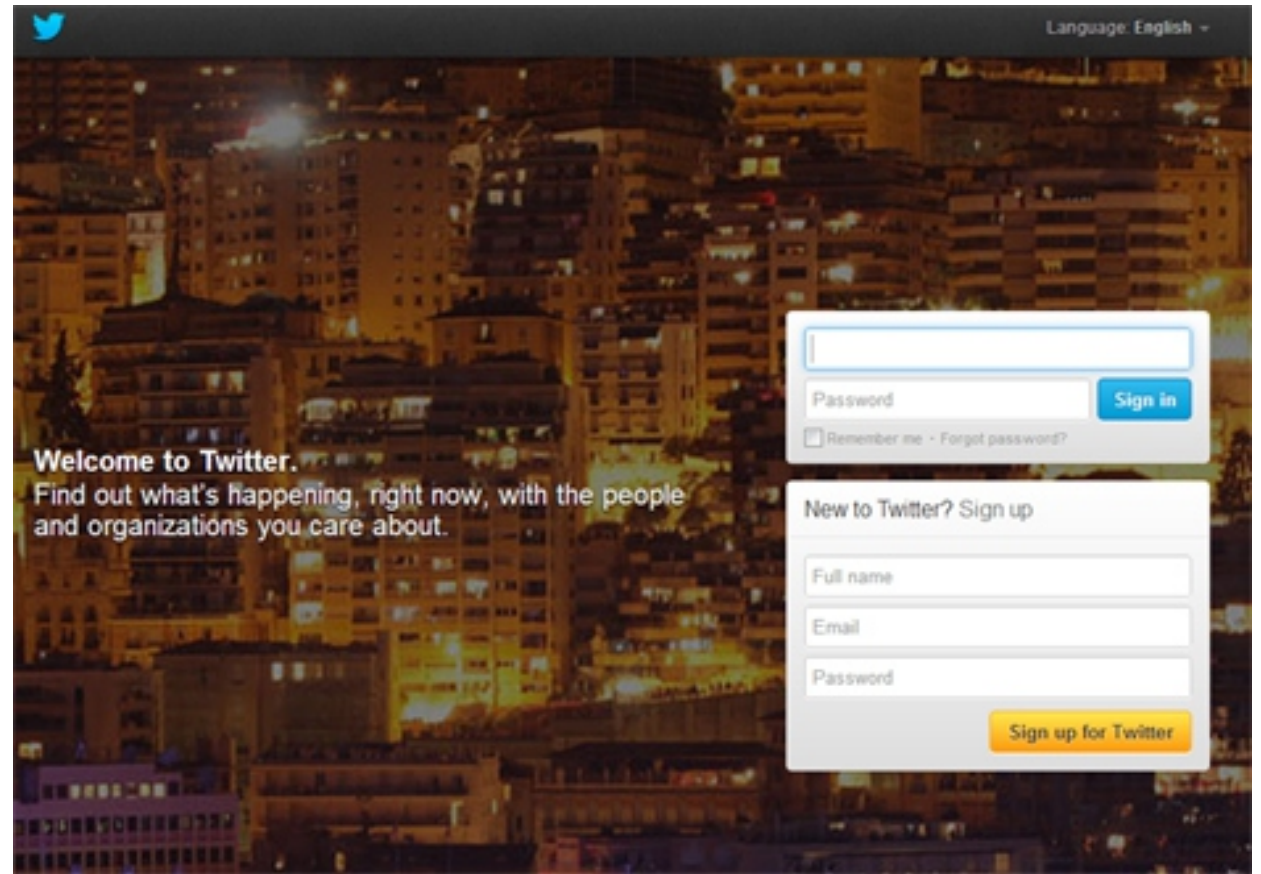 Language: English
Welcome to Twitter.
Find out what's happening, right now, with the people
and organizations you care about.
Password
Sign in
Remember me · Forgot password?
New to Twitter? Sign up
Full name
Email
Password
Sign up for Twitter